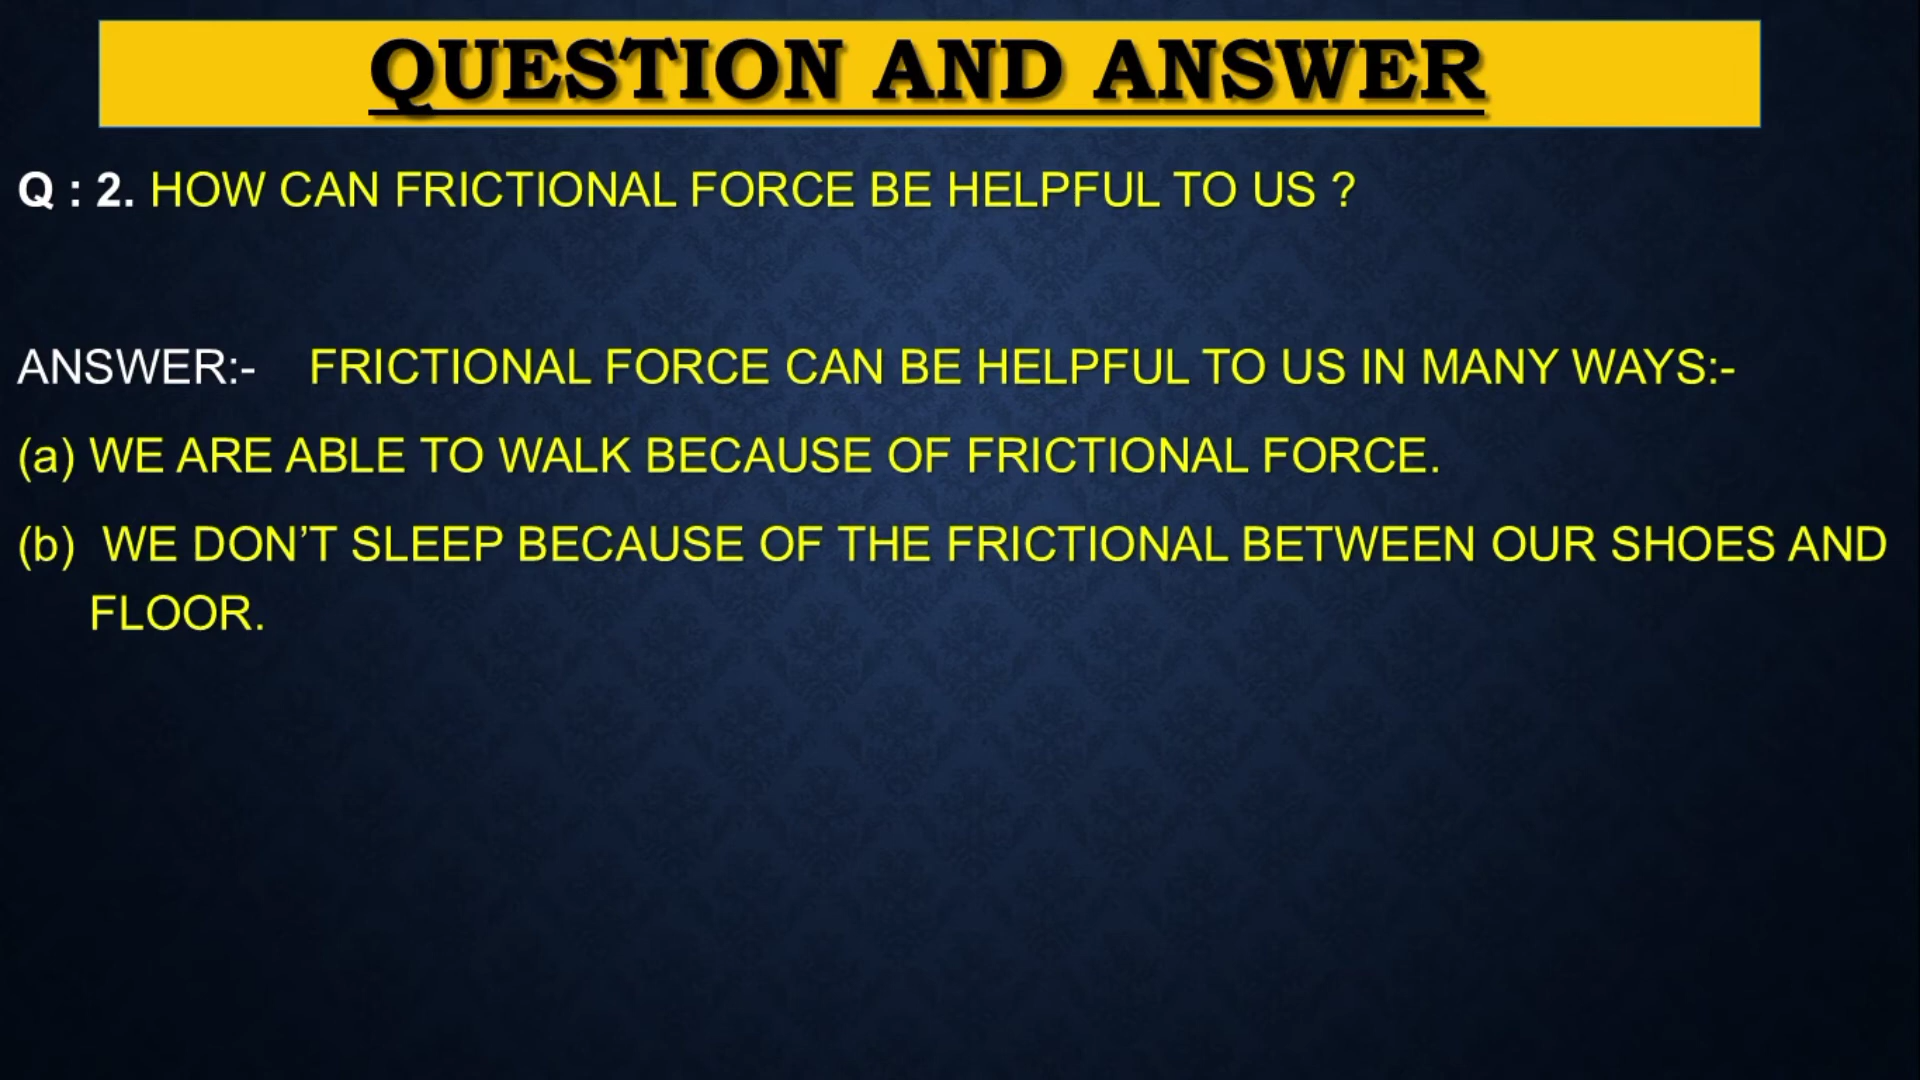 QUESTION AND ANSWER
Q : 2. HOW CAN FRICTIONAL FORCE BE HELPFUL TO US ?
ANSWER:- FRICTIONAL FORCE CAN BE HELPFUL TO US IN MANY WAYS:-
(a) WE ARE ABLE TO WALK BECAUSE OF FRICTIONAL FORCE.
(b) WE DON’T SLEEP BECAUSE OF THE FRICTIONAL BETWEEN OUR SHOES AND
FLOOR.